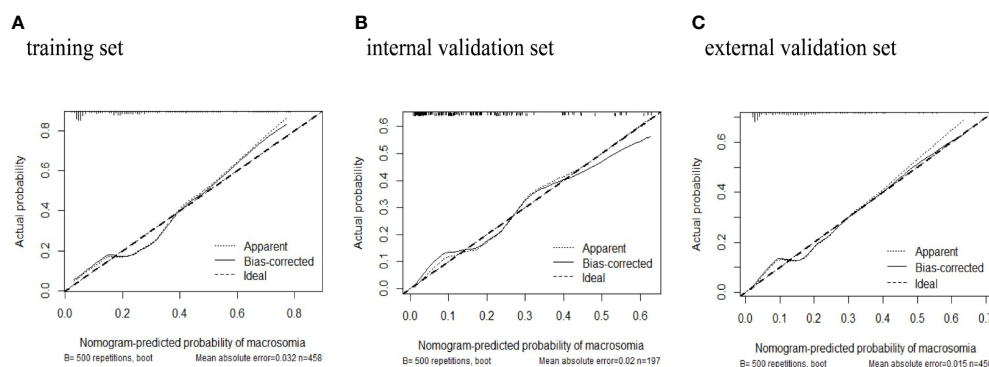 A
training set
0.8
0.6
0.4
0.2
0.0
Actual probability
Apparent
Bias-corrected
Ideal
0.0 0.2 0.4 0.6 0.8
Nomogram-predicted probability of macrosomia
B= 500 repetitions, boot Mean absolute error=0.032 n=458
B
internal validation set
0.6
0.5
0.4
0.3
0.2
0.1
0.0
Actual probability
Apparent
Bias-corrected
Ideal
0.0 0.1 0.2 0.3 0.4 0.5 0.6
Nomogram-predicted probability of macrosomia
B= 500 repetitions, boot Mean absolute error=0.02 n=197
C
external validation set
0.6
0.4
0.2
0.0
Actual probability
Apparent
Bias-corrected
Ideal
0.0 0.1 0.2 0.3 0.4 0.5 0.6
Nomogram-predicted probability of macrosomia
B= 500 repetitions, boot Mean absolute error=0.015